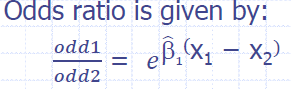 Odds ratio is given by:
odd1/odd2 = e^β̂₁(x₁ − x₂)